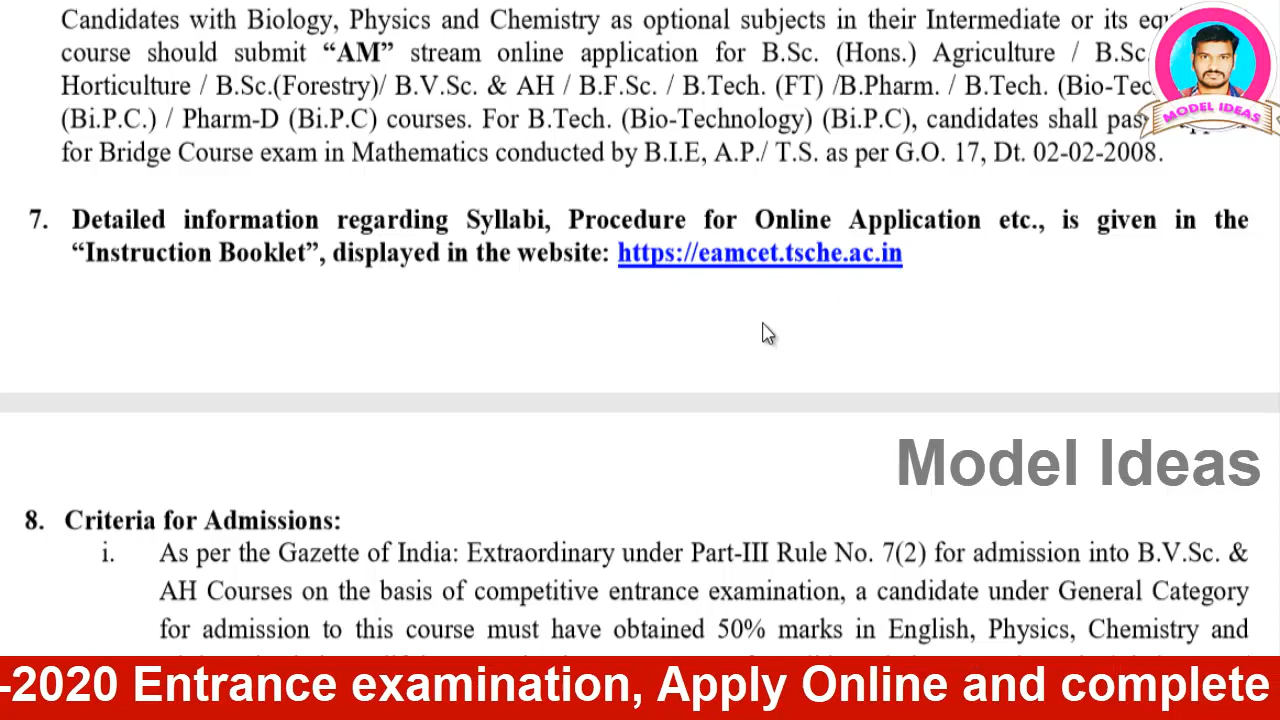 Candidates with Biology, Physics and Chemistry as optional subjects in their Intermediate or its
course should submit “AM” stream online application for B.Sc. (Hons.) Agriculture / B.Sc.
Horticulture / B.Sc.(Forestry)/ B.V.Sc. & AH / B.F.Sc. / B.Tech. (FT) /B.Pharm. / B.Tech.
(Bi.P.C.) / Pharm-D (Bi.P.C) courses. For B.Tech. (Bio-Technology) (Bi.P.C), candidates shall
for Bridge Course exam in Mathematics conducted by B.I.E, A.P./ T.S. as per G.O. 17, Dt. 02-02-2008.
MODEL IDEAS
7. Detailed information regarding Syllabi, Procedure for Online Application etc., is given in the
“Instruction Booklet”, displayed in the website: https://eamcet.tsche.ac.in
Model Ideas
8. Criteria for Admissions:
i. As per the Gazette of India: Extraordinary under Part-III Rule No. 7(2) for admission into B.V.Sc. &
AH Courses on the basis of competitive entrance examination, a candidate under General Category
for admission to this course must have obtained 50% marks in English, Physics, Chemistry and
-2020 Entrance examination, Apply Online and complete